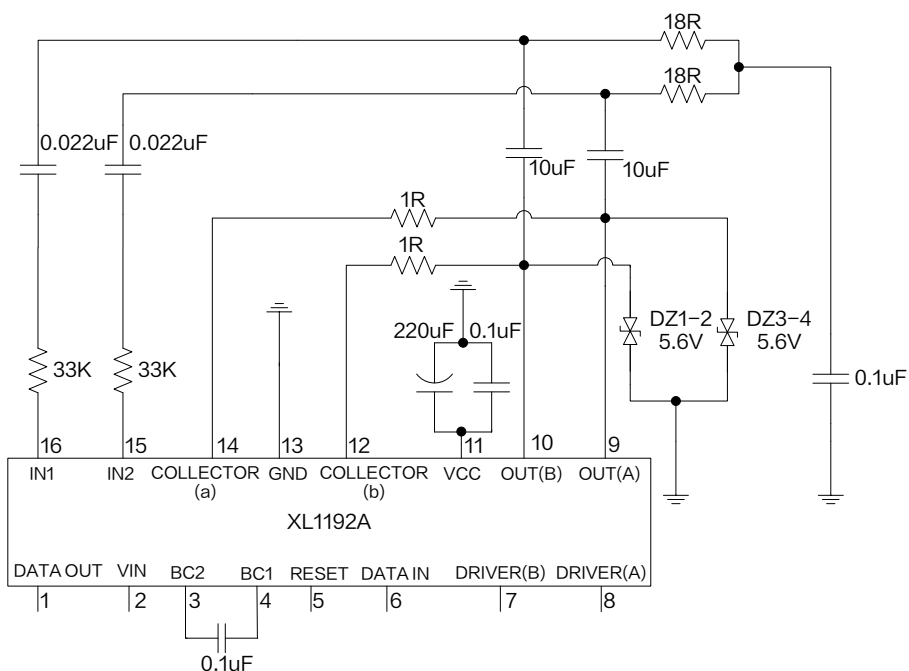 18R
18R
0.022uF 0.022uF
10uF
10uF
1R
1R
220uF 0.1uF
DZ1-2 DZ3-4
5.6V 5.6V
33K 33K
0.1uF
16 15 14 13 12 11 10 9
IN1 IN2 COLLECTOR GND COLLECTOR VCC OUT(B) OUT(A)
(a) (b)
XL1192A
DATA OUT VIN BC2 BC1 RESET DATA IN DRIVER(B) DRIVER(A)
1 2 3 4 5 6 7 8
0.1uF